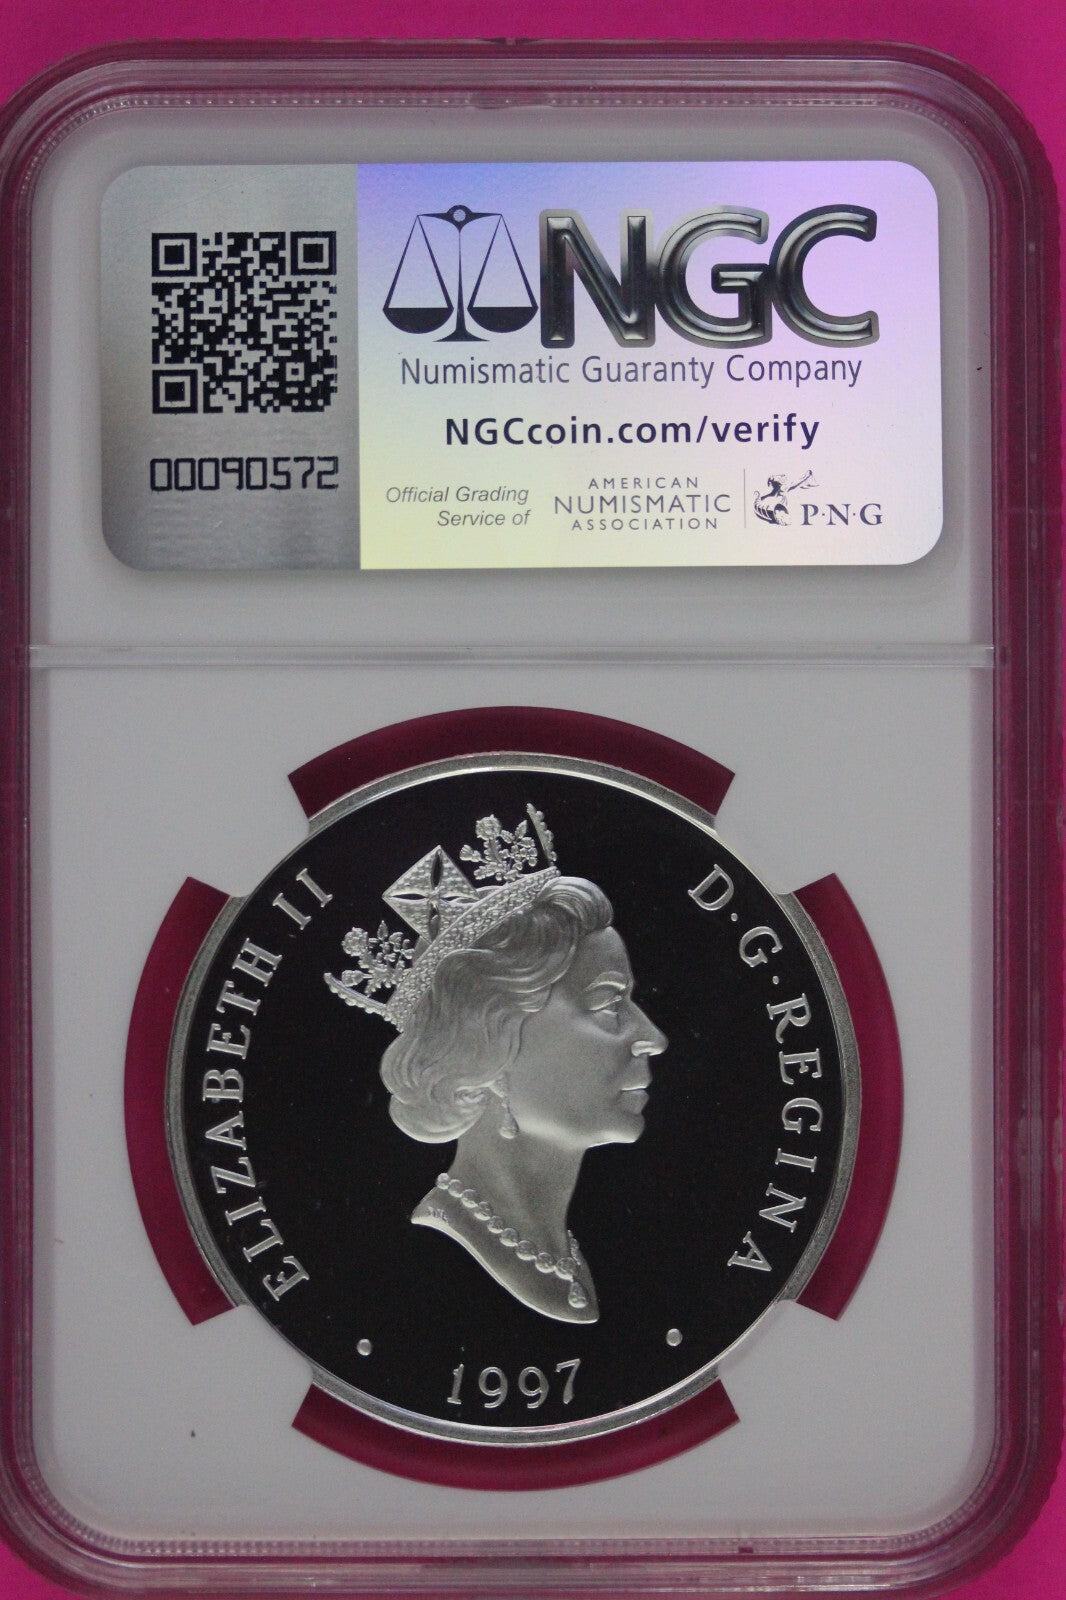 NGC
Numismatic Guaranty Company
NGCcoin.com/verify
00090572
Official Grading
Service of
AMERICAN
NUMISMATIC
ASSOCIATION
P·N·G
ELIZABETH II
D·G·REGINA
• 1997 •